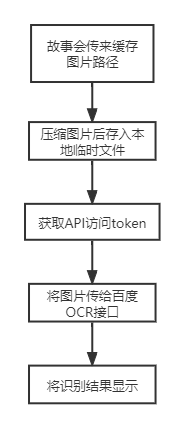 故事会传来缓存
图片路径
压缩图片后存入本
地临时文件
获取API访问token
将图片传给百度
OCR接口
将识别结果显示